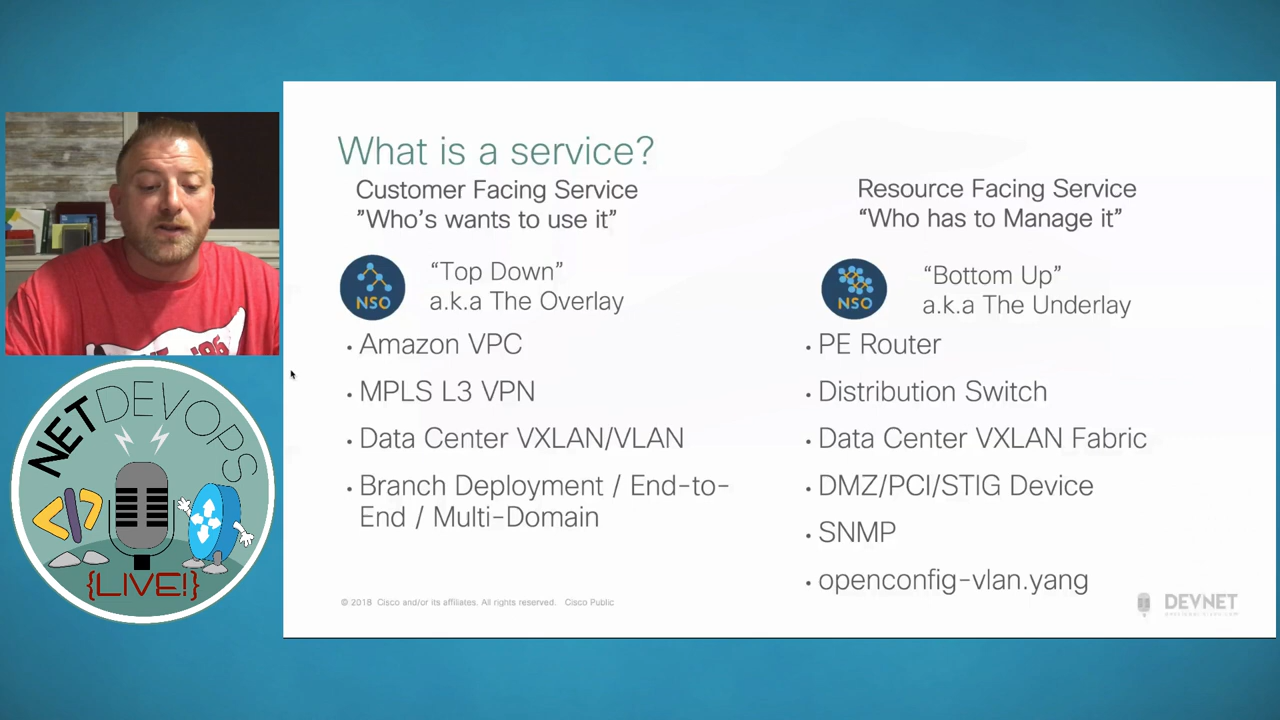 What is a service?
Customer Facing Service
”Who’s wants to use it”
“Top Down”
a.k.a The Overlay
NSO
• Amazon VPC
• MPLS L3 VPN
• Data Center VXLAN/VLAN
• Branch Deployment / End-to-
End / Multi-Domain
Resource Facing Service
“Who has to Manage it”
“Bottom Up”
a.k.a The Underlay
NSO
• PE Router
• Distribution Switch
• Data Center VXLAN Fabric
• DMZ/PCI/STIG Device
• SNMP
• openconfig-vlan.yang
© 2018 Cisco and/or its affiliates. All rights reserved. Cisco Public
DEVNET
NETDEVOPS
</>
{LIVE!}